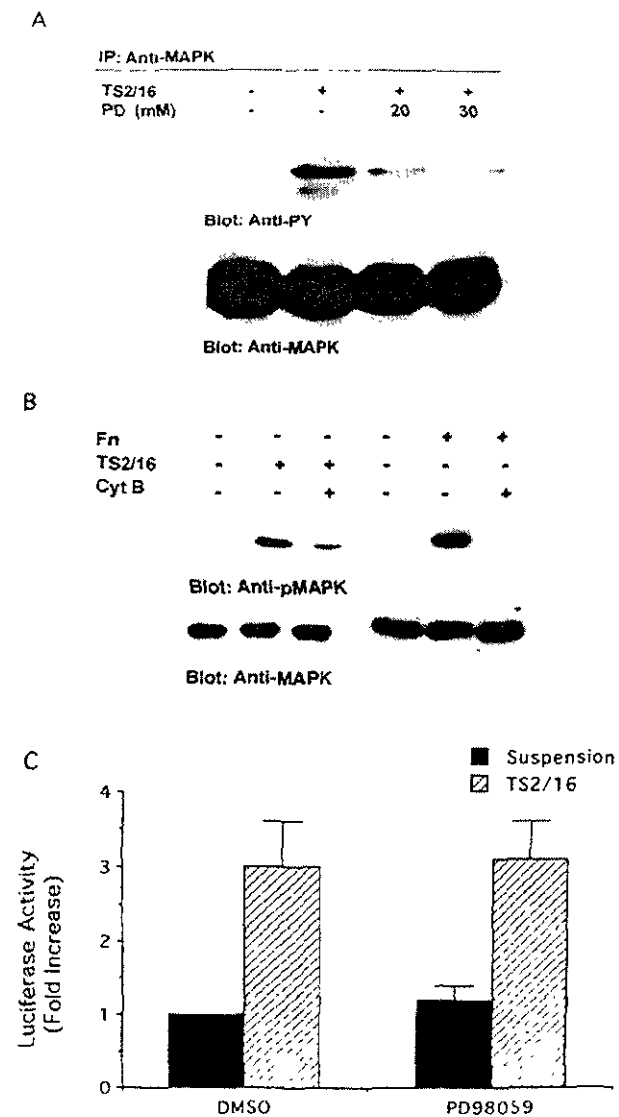 A
IP: Anti-MAPK
TS2/16 - + + +
PD (mM) - - 20 30
Blot: Anti-PY
Blot: Anti-MAPK
B
Fn - - - - + +
TS2/16 - + + - - -
Cyt B - - + - - +
Blot: Anti-pMAPK
Blot: Anti-MAPK
C
Suspension
TS2/16
Luciferase Activity
(Fold Increase)
4
3
2
1
0
DMSO PD98059